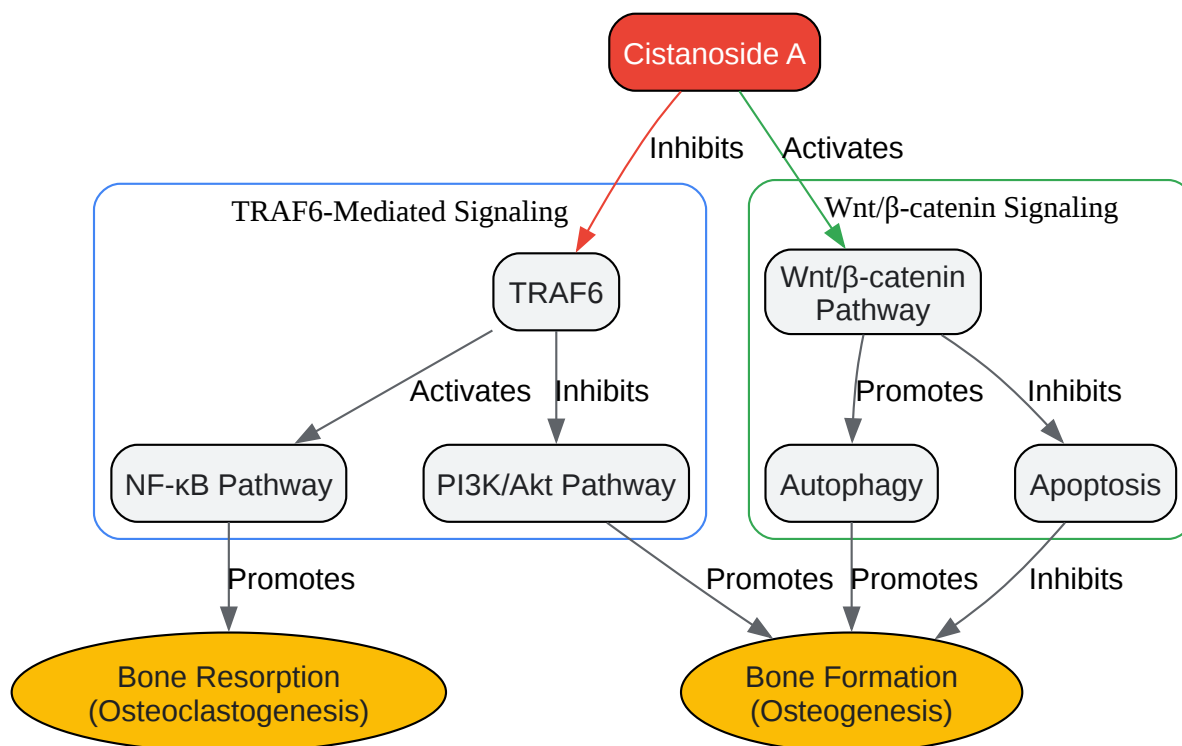 Cistanoside A
Inhibits
Activates
TRAF6-Mediated Signaling
Wnt/β-catenin Signaling
TRAF6
Wnt/β-catenin
Pathway
Activates
Inhibits
Promotes
Inhibits
NF-κB Pathway
PI3K/Akt Pathway
Autophagy
Apoptosis
Promotes
Promotes
Promotes
Inhibits
Bone Resorption
(Osteoclastogenesis)
Bone Formation
(Osteogenesis)